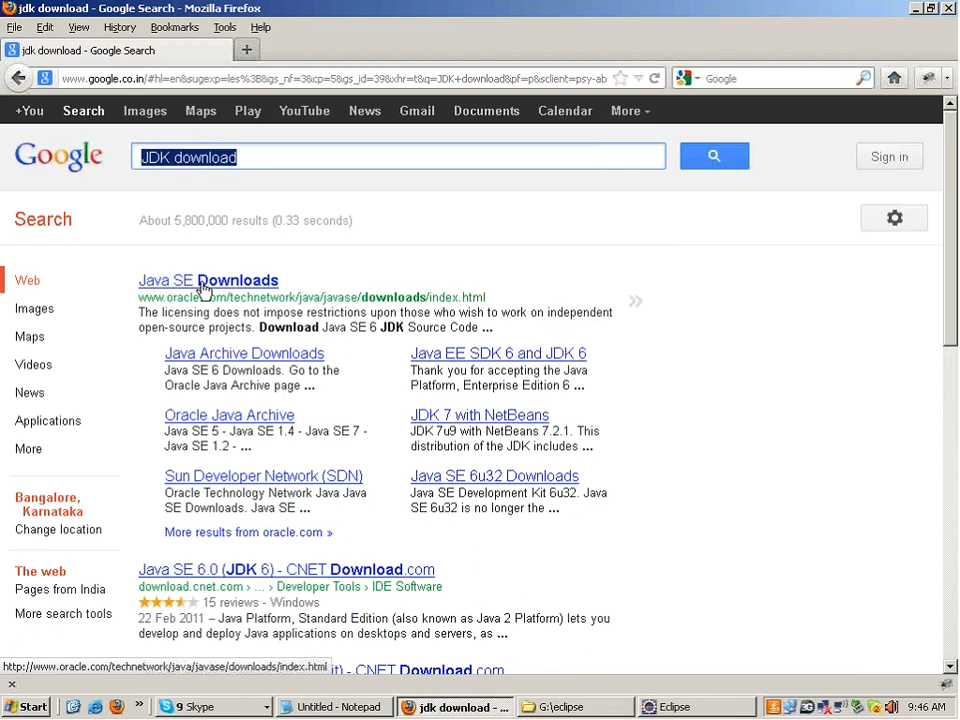 jdk download - Google Search - Mozilla Firefox
File Edit View History Bookmarks Tools Help
jdk download - Google Search
www.google.co.in/#hl=en&sugexp=les%3B&gs_nf=3&cp=5&gs_id=39&xhr=t&q=JDK+download&pf=p&sclient=psy-ab
Google
+You Search Images Maps Play YouTube News Gmail Documents Calendar More
Google
JDK download
Sign in
Search
About 5,800,000 results (0.33 seconds)
Web
Images
Maps
Videos
News
Applications
More
Bangalore,
Karnataka
Change location
The web
Pages from India
More search tools
Java SE Downloads
www.oracle.com/technetwork/java/javase/downloads/index.html
The licensing does not impose restrictions upon those who wish to work on independent
open-source projects. Download Java SE 6 JDK Source Code ...
Java Archive Downloads
Java SE 6 Downloads. Go to the
Oracle Java Archive page ...
Java EE SDK 6 and JDK 6
Thank you for accepting the Java
Platform, Enterprise Edition 6 ...
Oracle Java Archive
Java SE 5 - Java SE 1.4 - Java SE 7 -
Java SE 1.2 - ...
JDK 7 with NetBeans
JDK 7u9 with NetBeans 7.2.1. This
distribution of the JDK includes ...
Sun Developer Network (SDN)
Oracle Technology Network Java Java
SE Downloads. Java SE ...
Java SE 6u32 Downloads
Java SE Development Kit 6u32. Java
SE 6u32 is no longer the ...
More results from oracle.com »
Java SE 6.0 (JDK 6) - CNET Download.com
download.cnet.com › ... › Developer Tools › IDE Software
15 reviews - Windows
22 Feb 2011 – Java Platform, Standard Edition (also known as Java 2 Platform) lets you
develop and deploy Java applications on desktops and servers, as ...
it) - CNET Download.com
http://www.oracle.com/technetwork/java/javase/downloads/index.html
Start
9 Skype
Untitled - Notepad
jdk download - ...
G:\eclipse
Eclipse
9:46 AM